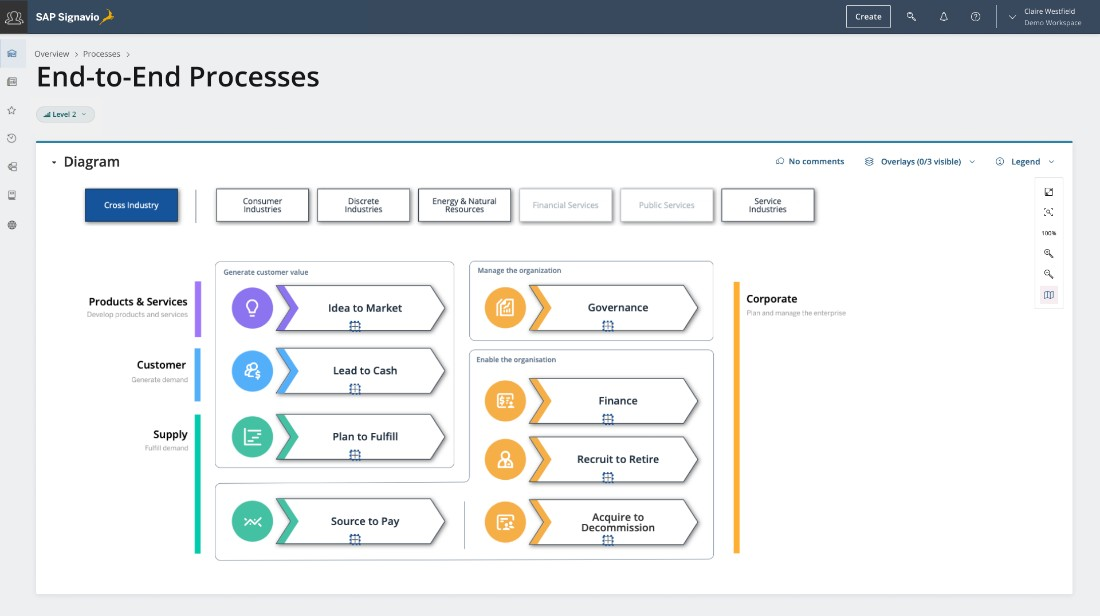 SAP Signavio
Create
Claire Westfield
Demo Workspace
Overview > Processes >
End-to-End Processes
Level 2
Diagram
No comments
Overlays (0/3 visible)
Legend
Cross Industry
Consumer
Industries
Discrete
Industries
Energy & Natural
Resources
Financial Services
Public Services
Service
Industries
100%
Products & Services
Develop products and services
Customer
Generate demand
Supply
Fulfill demand
Generate customer value
Idea to Market
Lead to Cash
Plan to Fulfill
Source to Pay
Manage the organization
Governance
Enable the organisation
Finance
Recruit to Retire
Acquire to
Decommission
Corporate
Plan and manage the enterprise